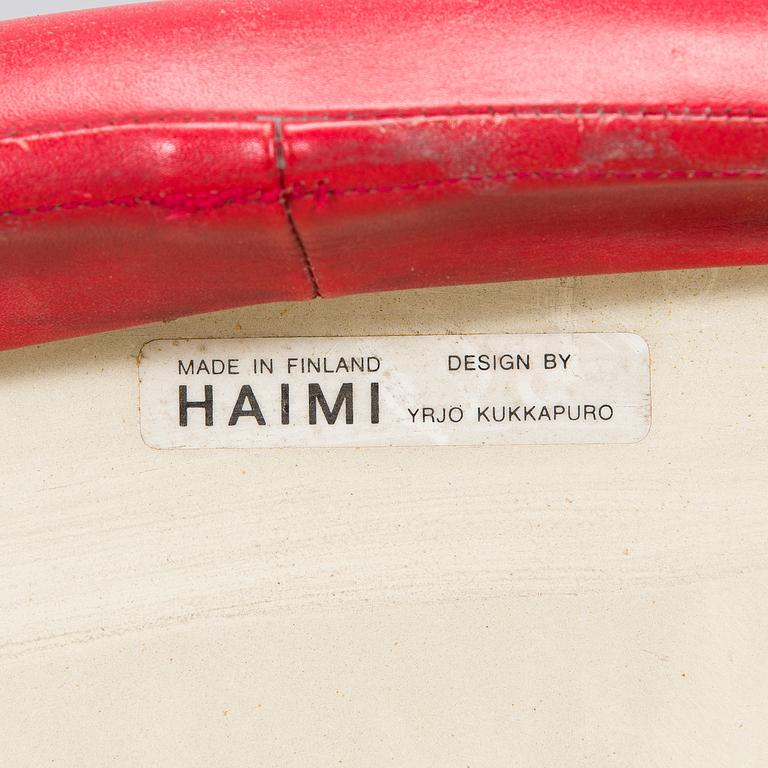 MADE IN FINLAND
HAIMI
DESIGN BY
YRJÖ KUKKAPURO